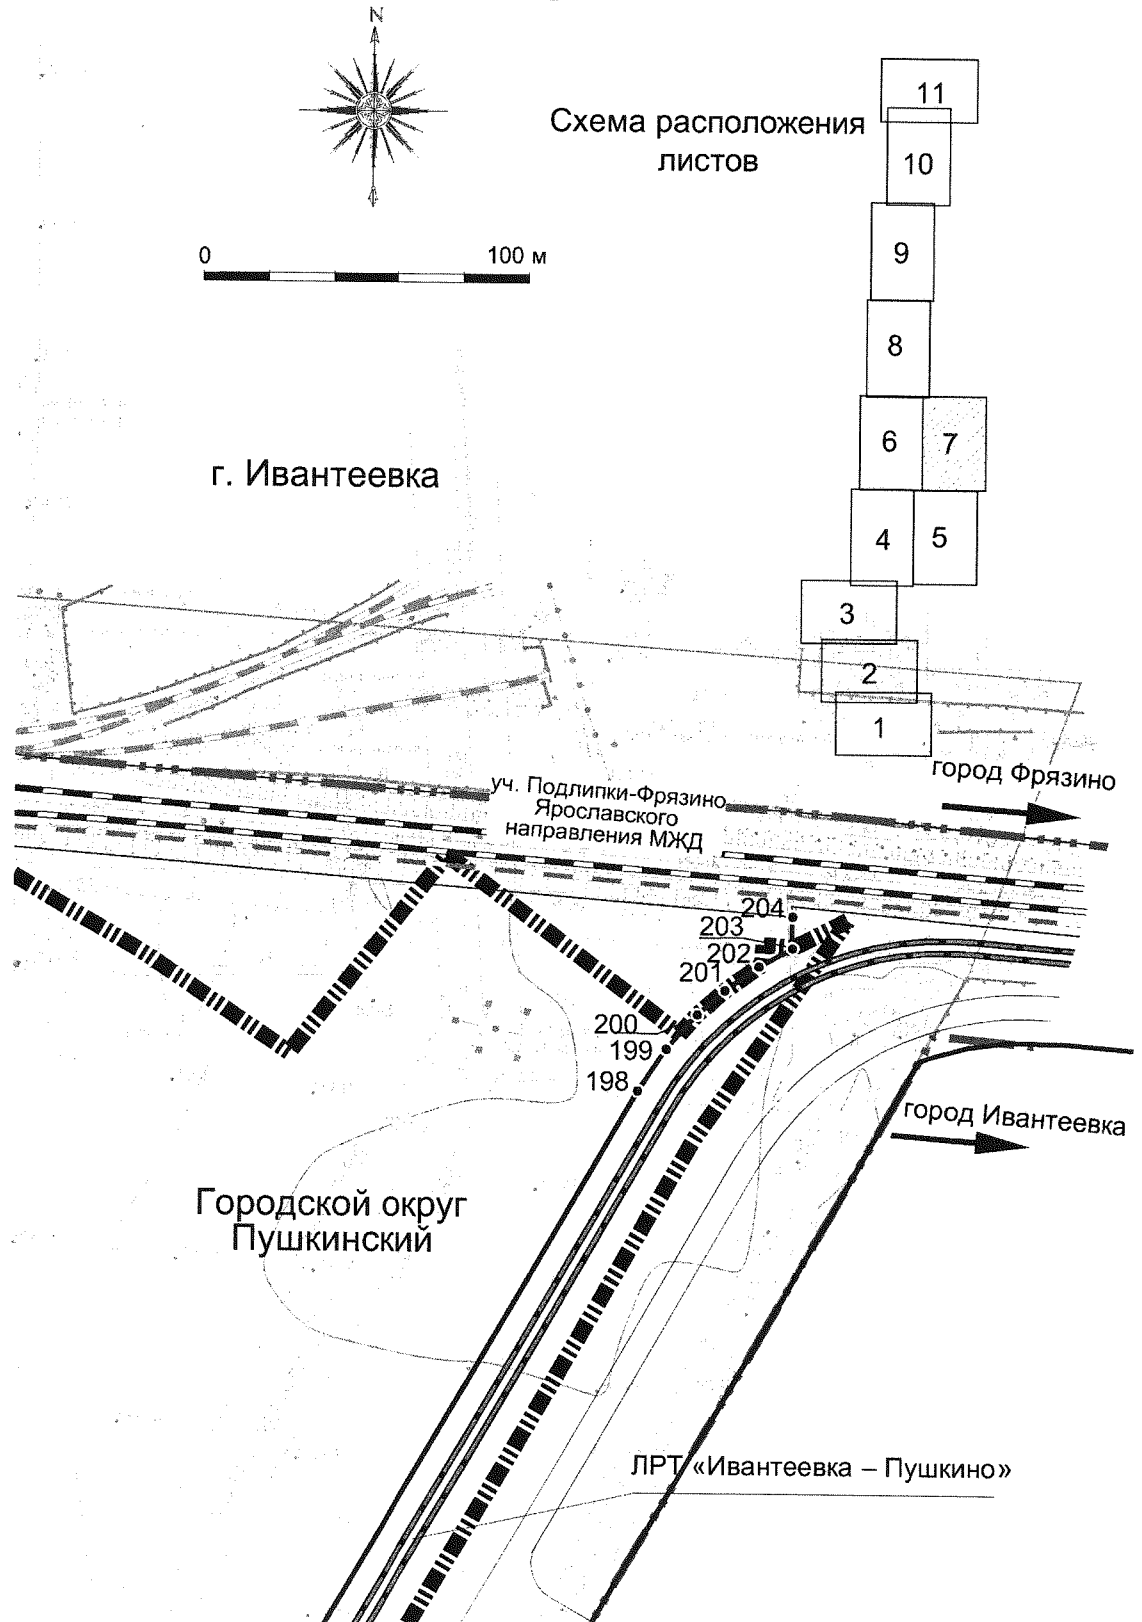 N
Схема расположения
листов
11
10
9
8
6
7
4
5
3
2
1
0
100 м
г. Ивантеевка
город Фрязино
уч. Подлипки-Фрязино
Ярославского
направления МЖД
204
203
202
201
200
199
198
город Ивантеевка
Городской округ
Пушкинский
ЛРТ «Ивантеевка – Пушкино»